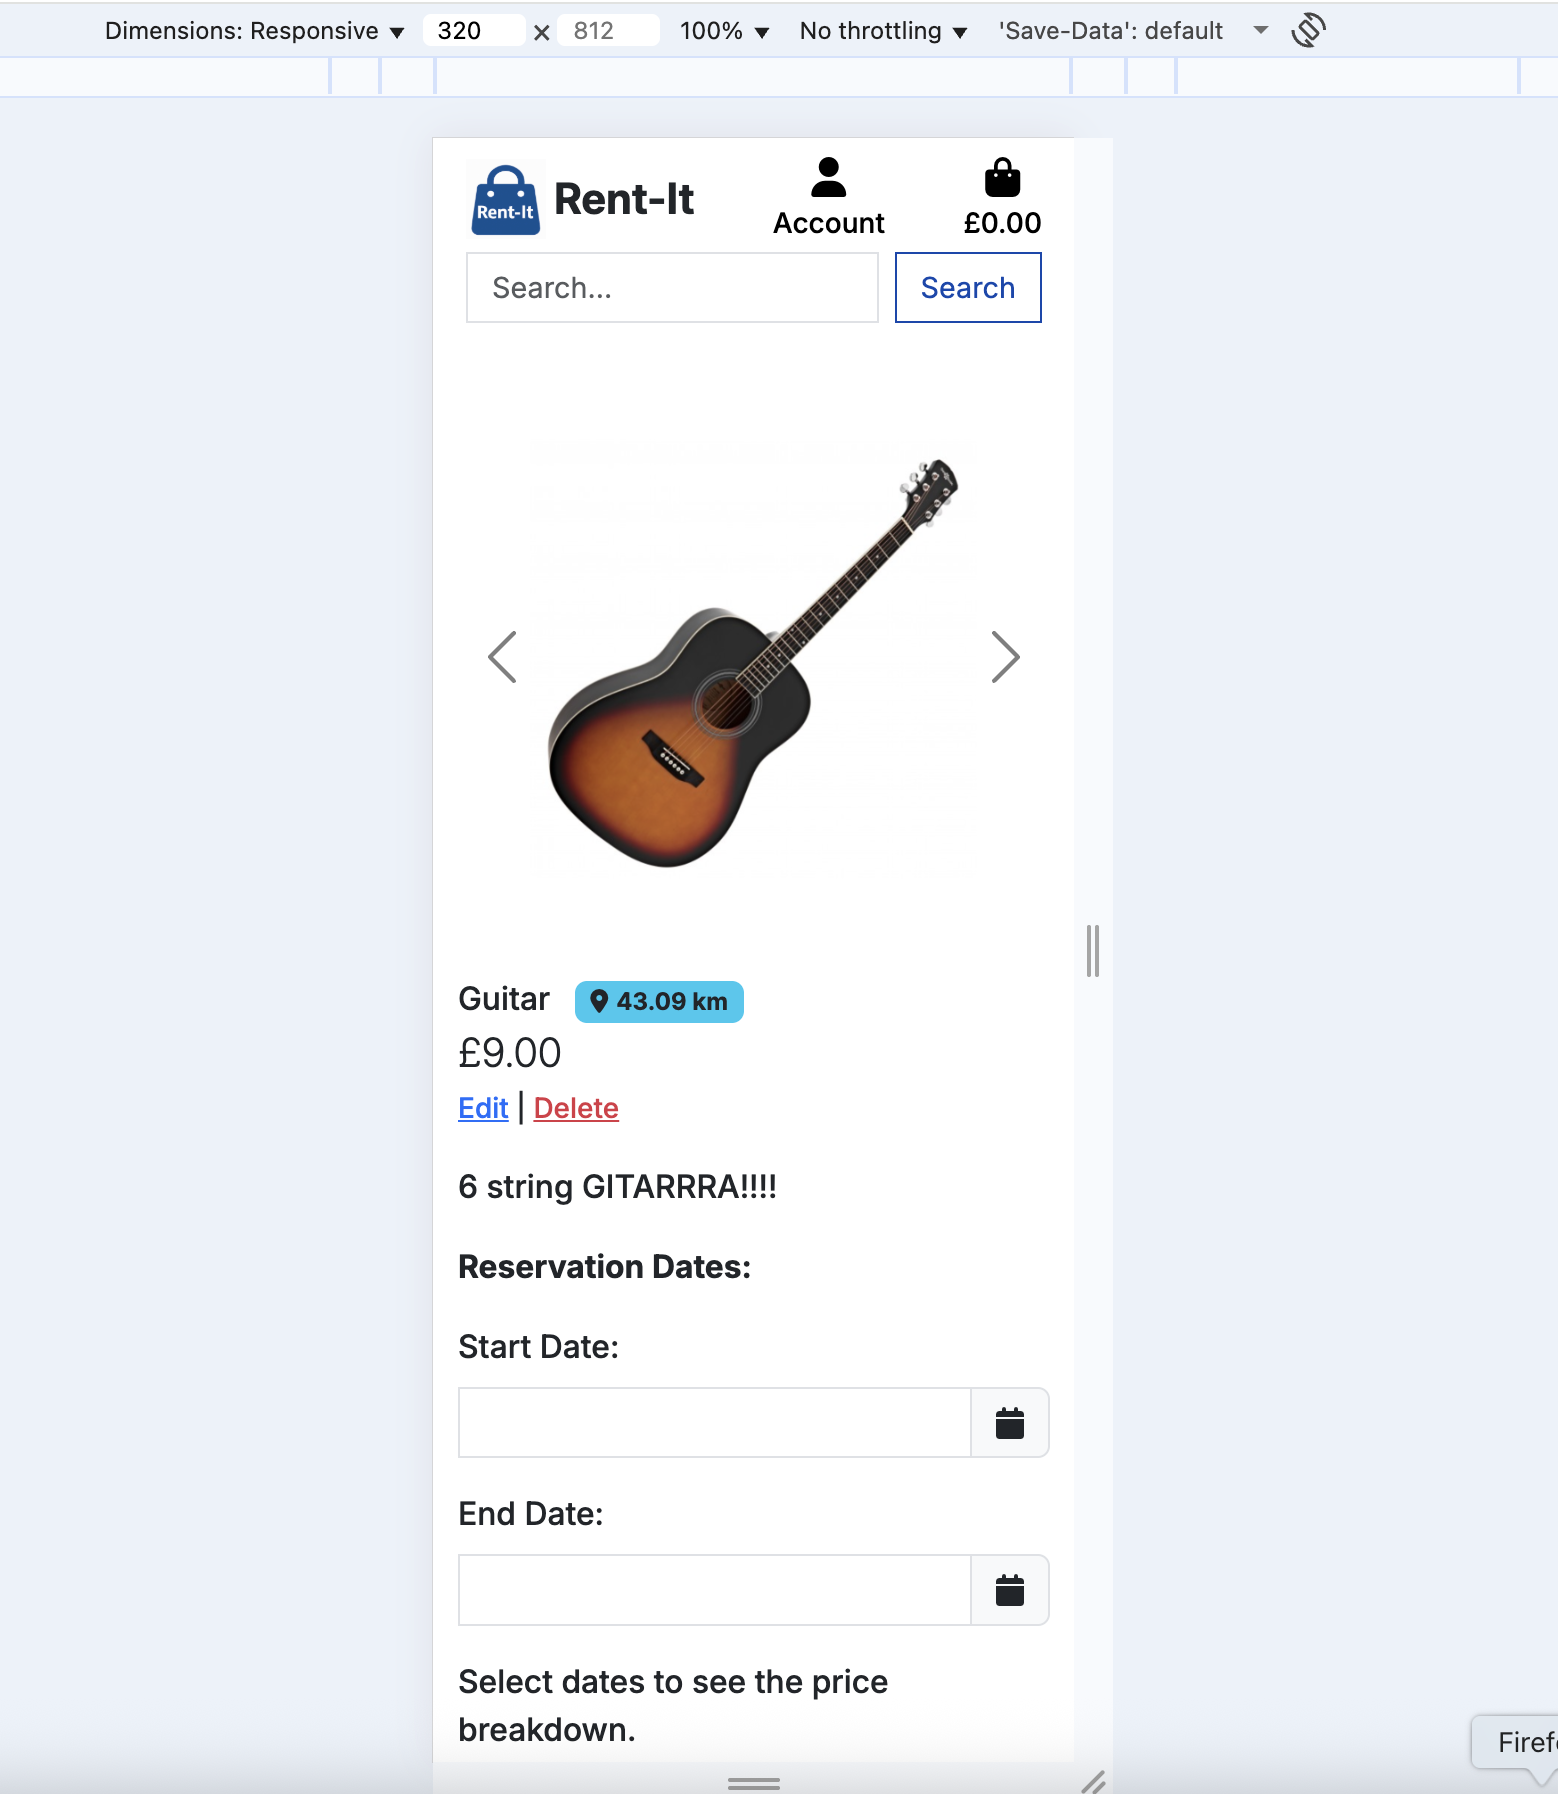 Dimensions: Responsive ▼ 320 × 812 100% ▼ No throttling ▼ 'Save-Data': default
Rent-It Rent-It
Account £0.00
Search... Search
Guitar 43.09 km
£9.00
Edit | Delete
6 string GITARRRA!!!!
Reservation Dates:
Start Date:
End Date:
Select dates to see the price
breakdown.